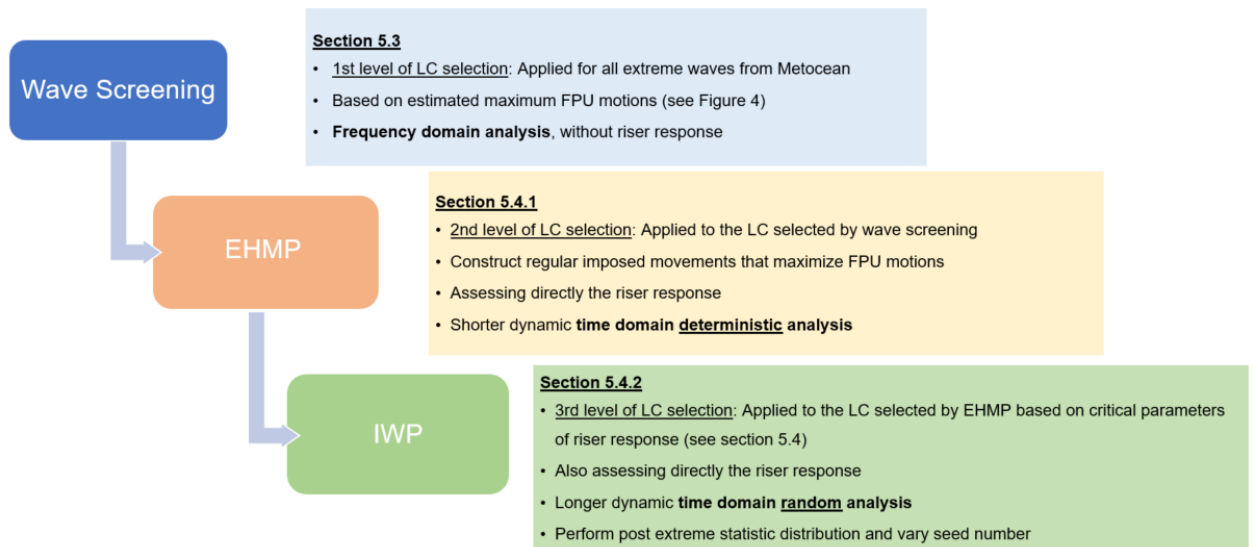 Wave Screening
Section 5.3
• 1st level of LC selection: Applied for all extreme waves from Metocean
• Based on estimated maximum FPU motions (see Figure 4)
• Frequency domain analysis, without riser response
EHMP
Section 5.4.1
• 2nd level of LC selection: Applied to the LC selected by wave screening
• Construct regular imposed movements that maximize FPU motions
• Assessing directly the riser response
• Shorter dynamic time domain deterministic analysis
IWP
Section 5.4.2
• 3rd level of LC selection: Applied to the LC selected by EHMP based on critical parameters
of riser response (see section 5.4)
• Also assessing directly the riser response
• Longer dynamic time domain random analysis
• Perform post extreme statistic distribution and vary seed number